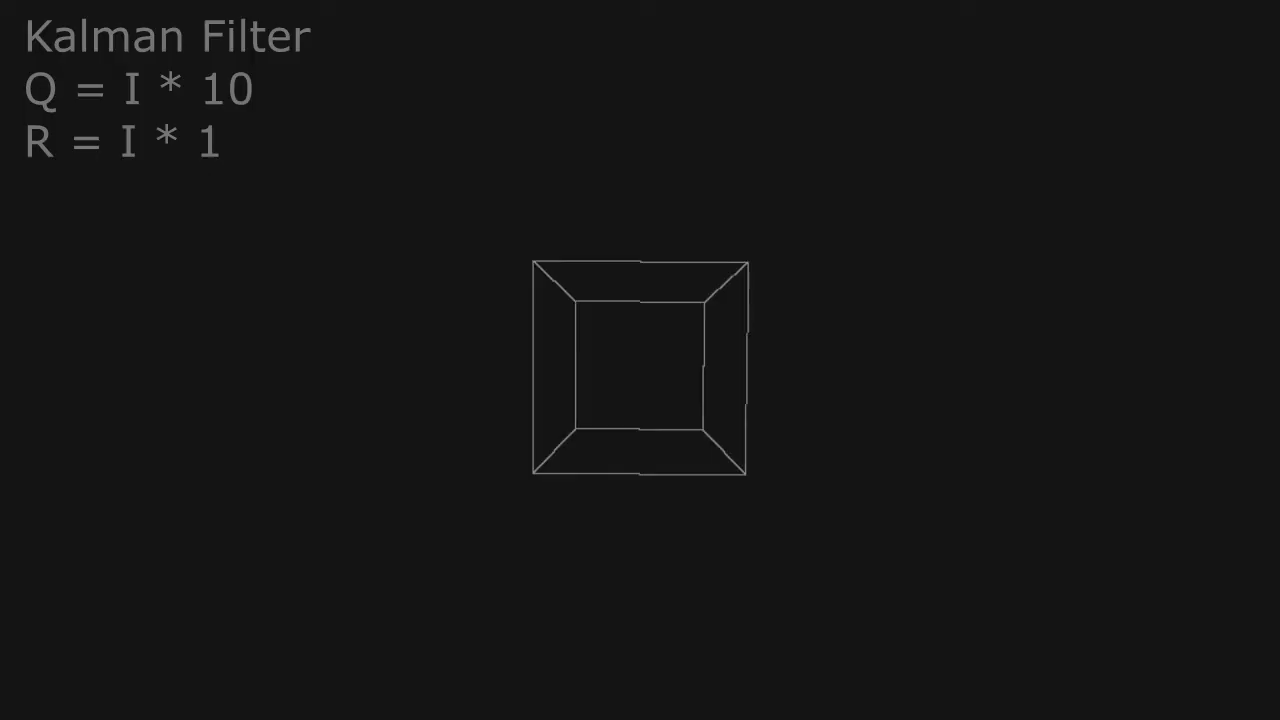 Kalman Filter
Q = I * 10
R = I * 1